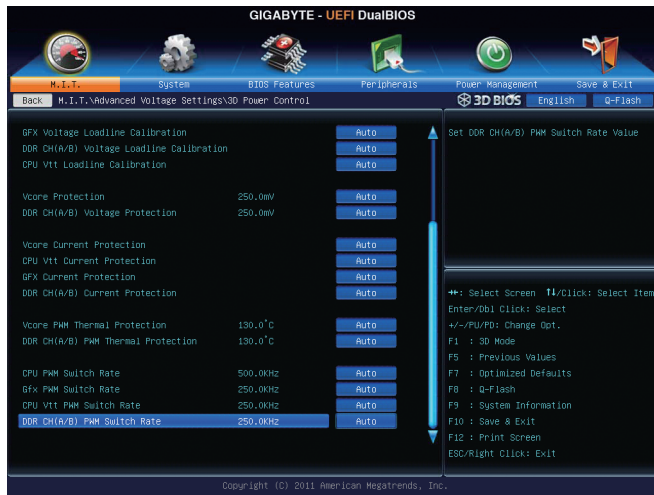 GIGABYTE - UEFI DualBIOS
M.I.T. System BIOS Features Peripherals Power Management Save & Exit
Back M.I.T.\Advanced Voltage Settings\3D Power Control 3D BIOS English Q-Flash
GFX Voltage Loadline Calibration Auto
DDR CH(A/B) Voltage Loadline Calibration Auto
CPU Vtt Loadline Calibration Auto
Vcore Protection 250.0mV Auto
DDR CH(A/B) Voltage Protection 250.0mV Auto
Vcore Current Protection Auto
CPU Vtt Current Protection Auto
GFX Current Protection Auto
DDR CH(A/B) Current Protection Auto
Vcore PWM Thermal Protection 130.0°C Auto
DDR CH(A/B) PWM Thermal Protection 130.0°C Auto
CPU PWM Switch Rate 500.0KHz Auto
Gfx PWM Switch Rate 250.0KHz Auto
CPU Vtt PWM Switch Rate 250.0KHz Auto
DDR CH(A/B) PWM Switch Rate 250.0KHz Auto
Set DDR CH(A/B) PWM Switch Rate Value
→←: Select Screen ↑↓/Click: Select Item
Enter/Dbl Click: Select
+/-/PU/PD: Change Opt.
F1 : 3D Mode
F5 : Previous Values
F7 : Optimized Defaults
F8 : Q-Flash
F9 : System Information
F10 : Save & Exit
F12 : Print Screen
ESC/Right Click: Exit
Copyright (C) 2011 American Megatrends, Inc.